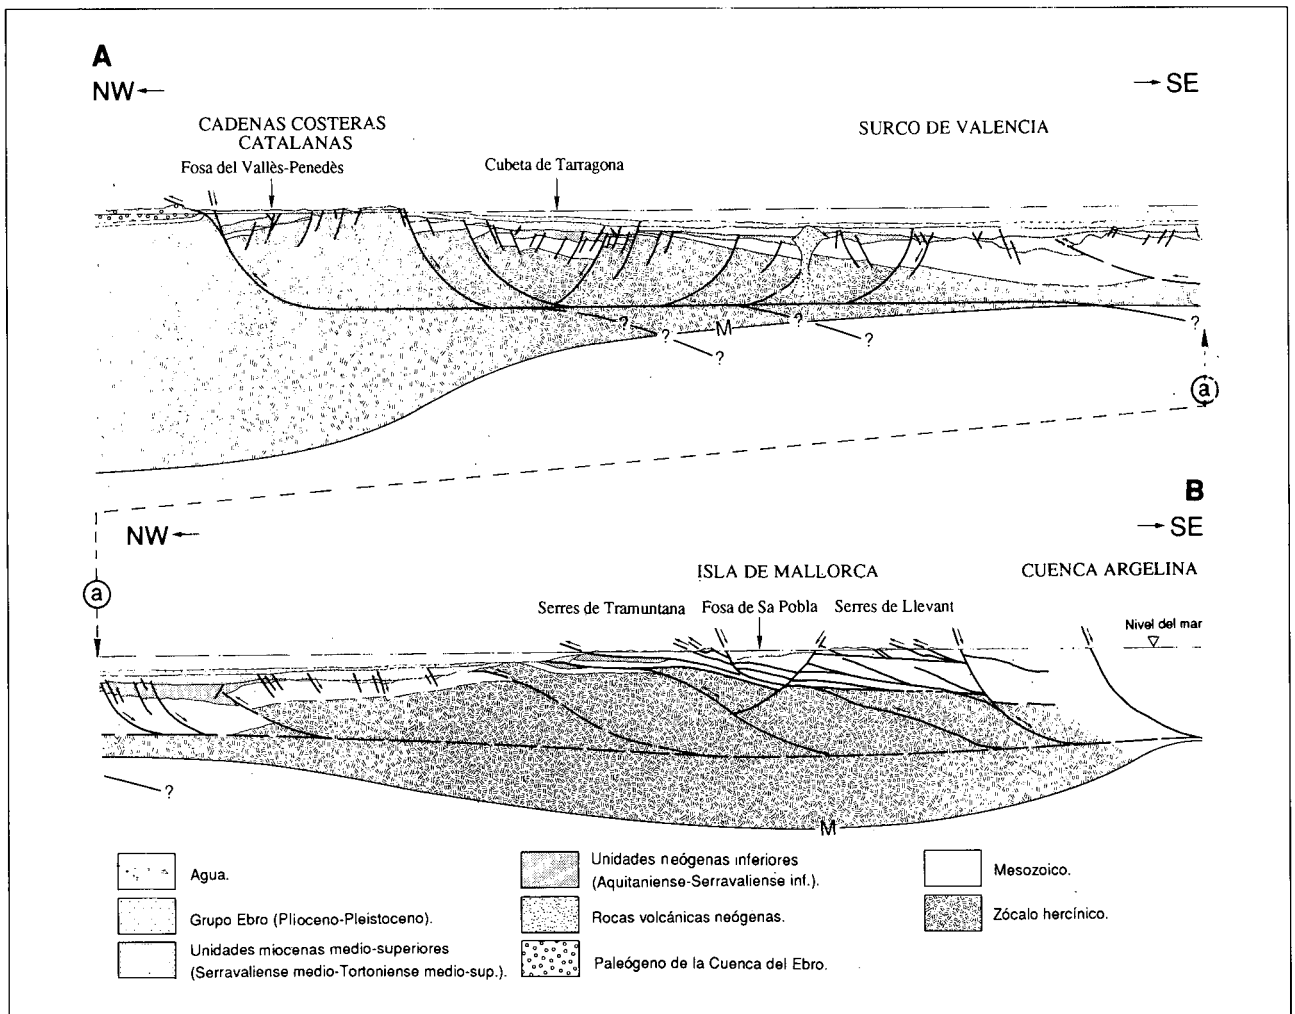 A
NW ←
→ SE
CADENAS COSTERAS
CATALANAS
SURCO DE VALENCIA
Fosa del Vallès-Penedès
Cubeta de Tarragona
?
M
?
?
?
?
?
a
B
NW ←
→ SE
a
ISLA DE MALLORCA
CUENCA ARGELINA
Serres de Tramuntana
Fosa de Sa Pobla
Serres de Llevant
Nivel del mar
?
M
Agua.
Grupo Ebro (Plioceno-Pleistoceno).
Unidades miocenas medio-superiores
(Serravaliense medio-Tortoniense medio-sup.).
Unidades neógenas inferiores
(Aquitaniense-Serravaliense inf.).
Rocas volcánicas neógenas.
Paleógeno de la Cuenca del Ebro.
Mesozoico.
Zócalo hercínico.